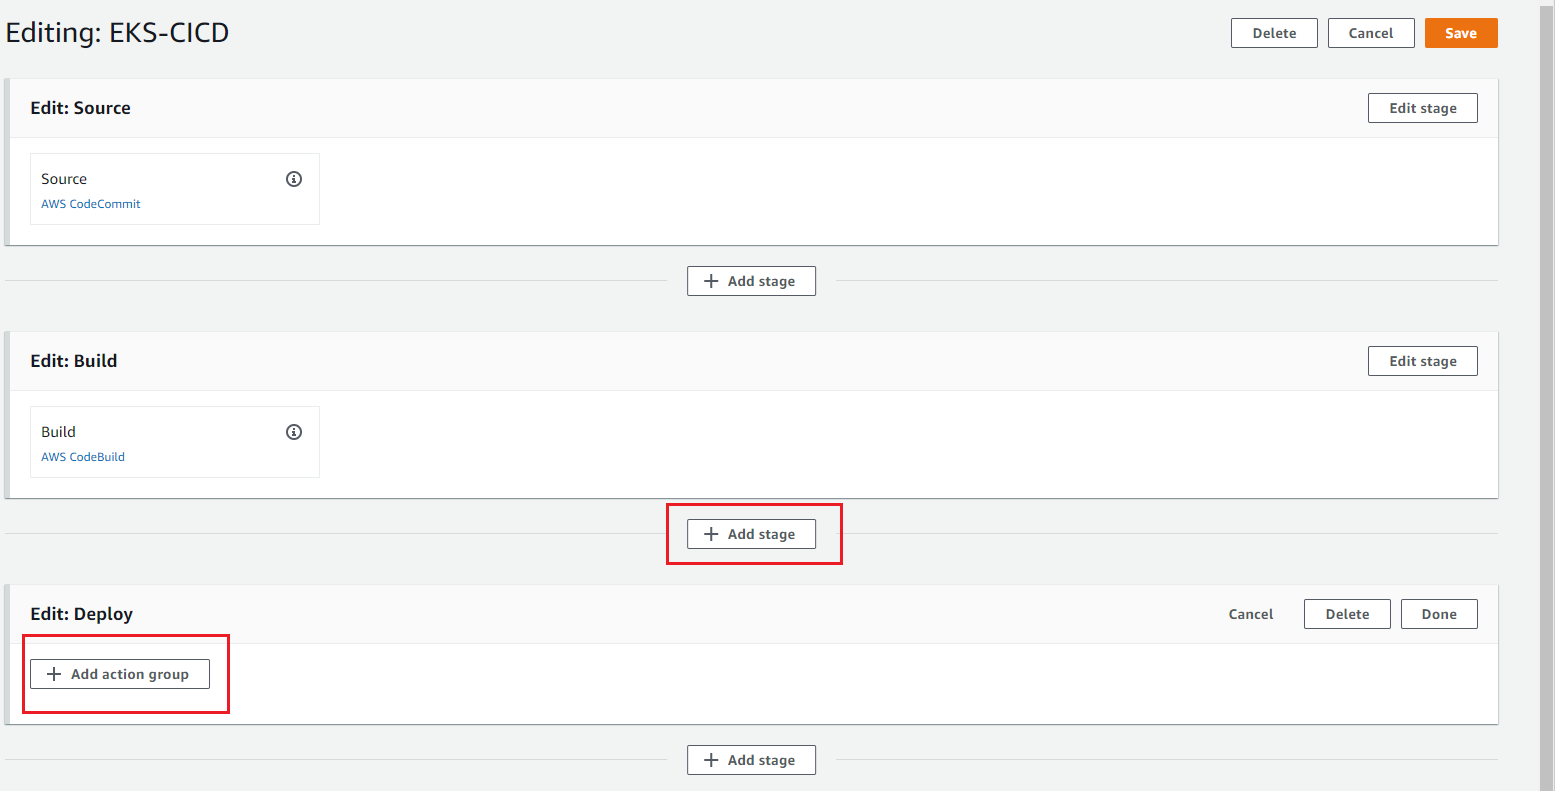 Editing: EKS-CICD
Delete
Cancel
Save
Edit: Source
Edit stage
Source
AWS CodeCommit
Add stage
Edit: Build
Edit stage
Build
AWS CodeBuild
Add stage
Edit: Deploy
Cancel
Delete
Done
Add action group
Add stage